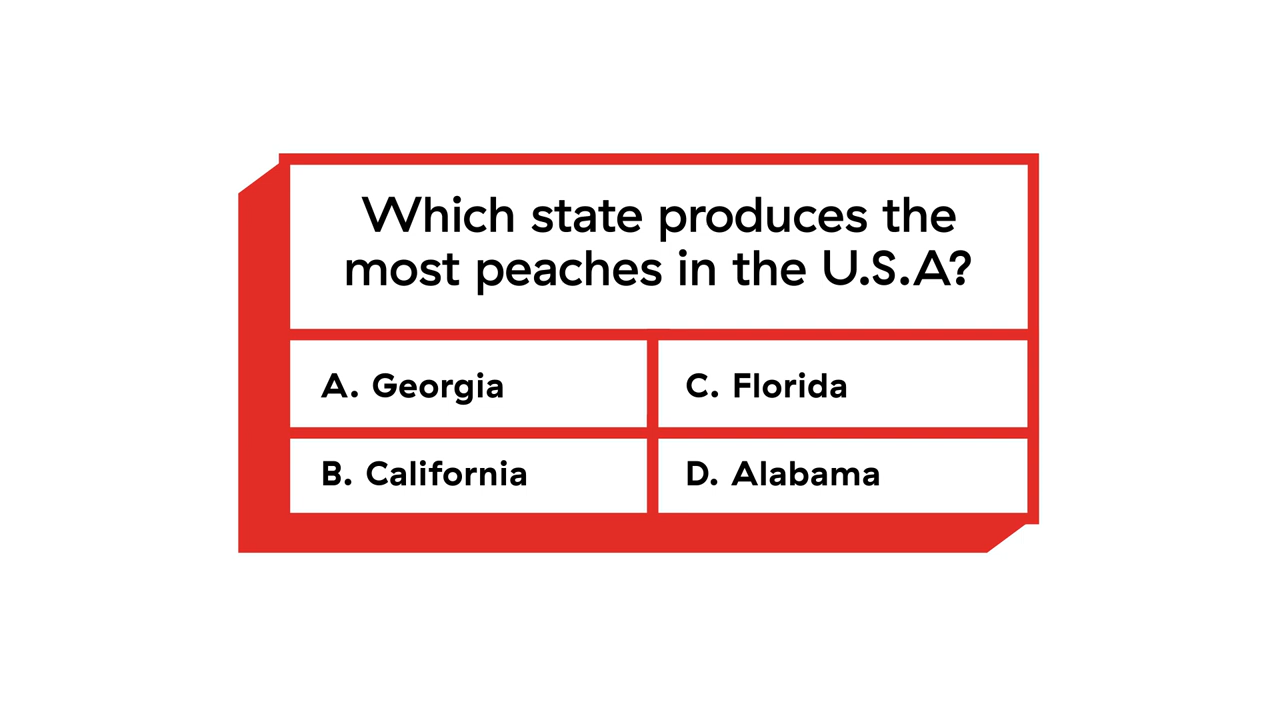 Which state produces the
most peaches in the U.S.A?
A. Georgia
C. Florida
B. California
D. Alabama